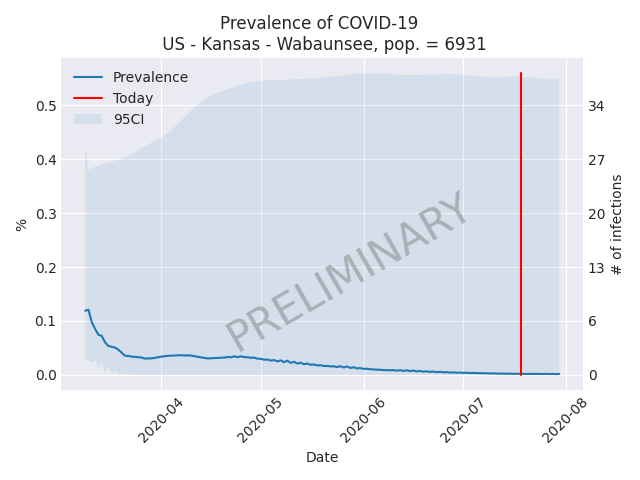 Prevalence of COVID-19
US - Kansas - Wabaunsee, pop. = 6931
Prevalence
Today
95CI
0.5
0.4
0.3
0.2
0.1
0.0
%
34
27
20
13
6
0
# of infections
PRELIMINARY
2020-04
2020-05
2020-06
2020-07
2020-08
Date